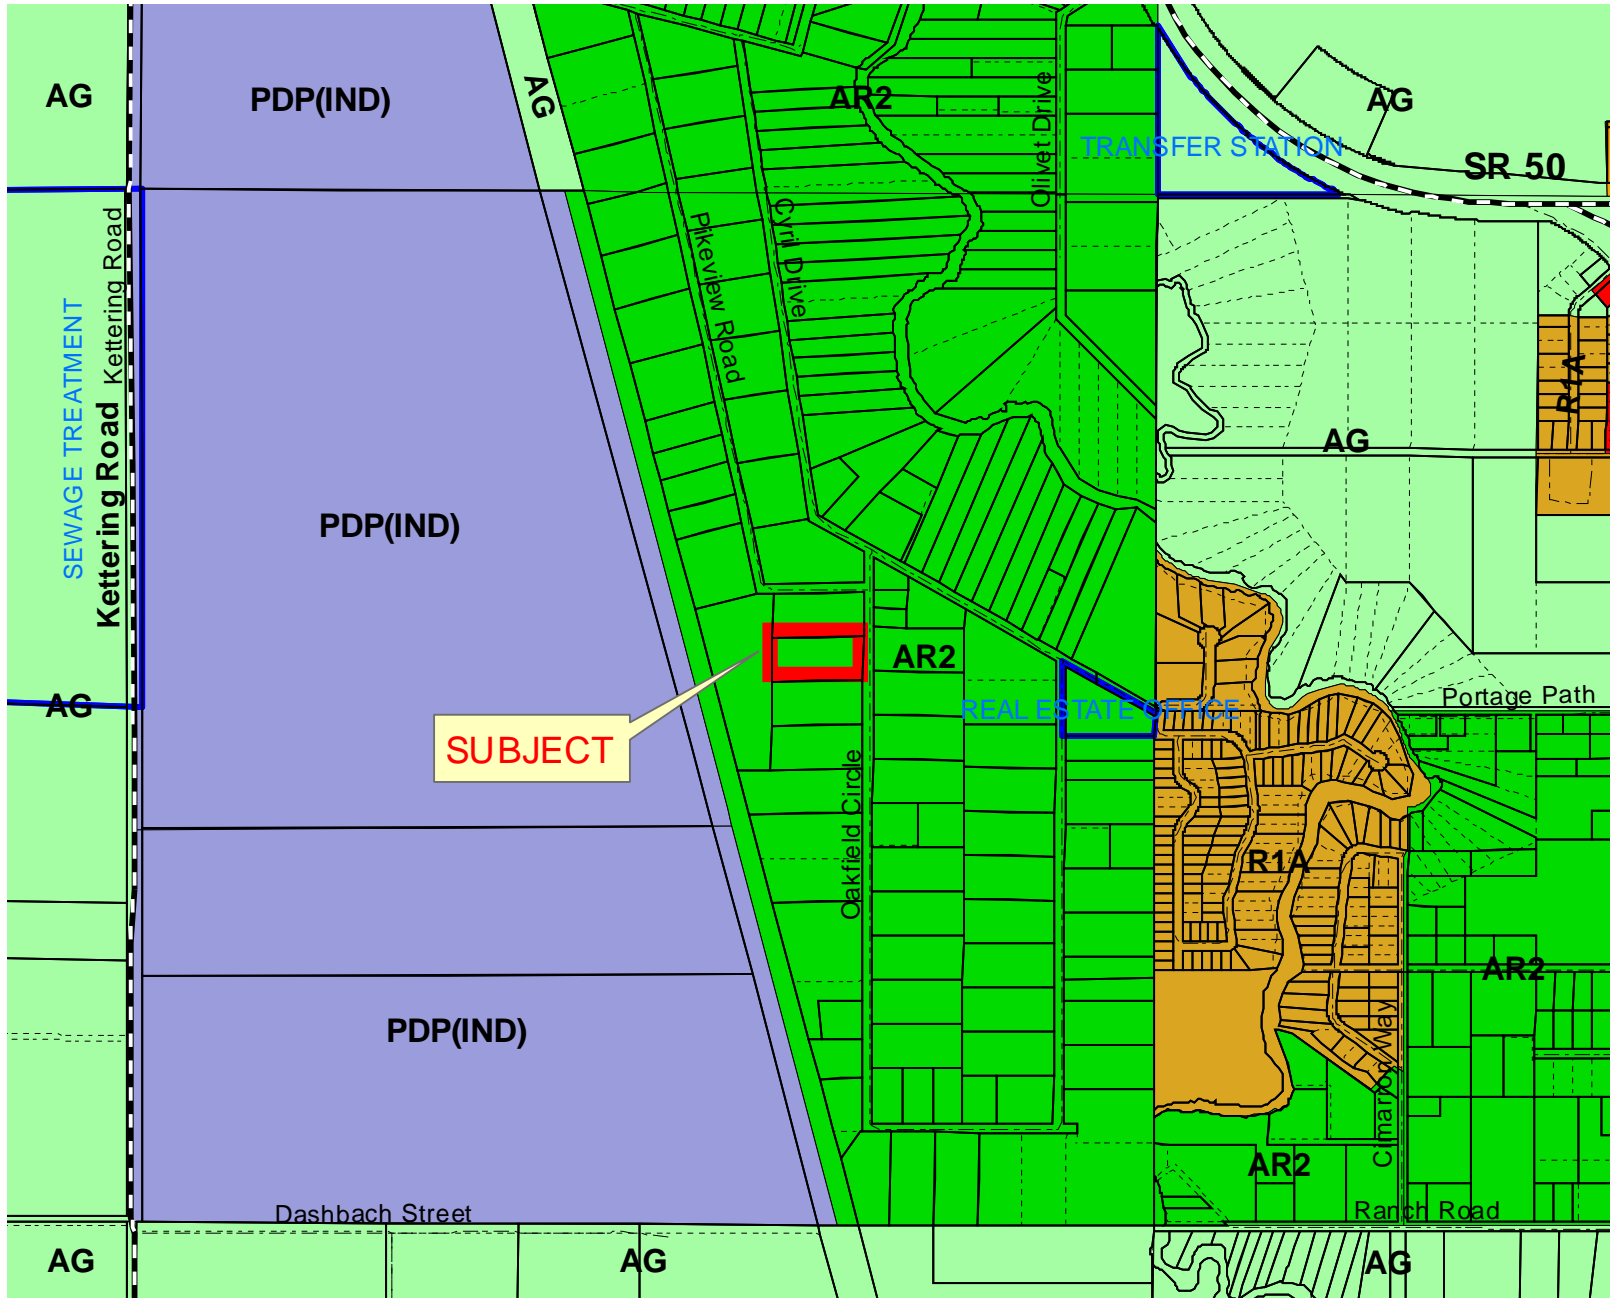 AG
PDP(IND)
AG
AR2
Olivet Drive
AG
TRANSFER STATION
SR 50
Kettering Road
Pikeview Road
Cyril Drive
SEWAGE TREATMENT
Kettering Road
R1A
AG
PDP(IND)
AR2
AG
REAL ESTATE OFFICE
Portage Path
SUBJECT
Oakfield Circle
R1A
AR2
PDP(IND)
Cimarron Way
AR2
Dashbach Street
Ranch Road
AG
AG
AG